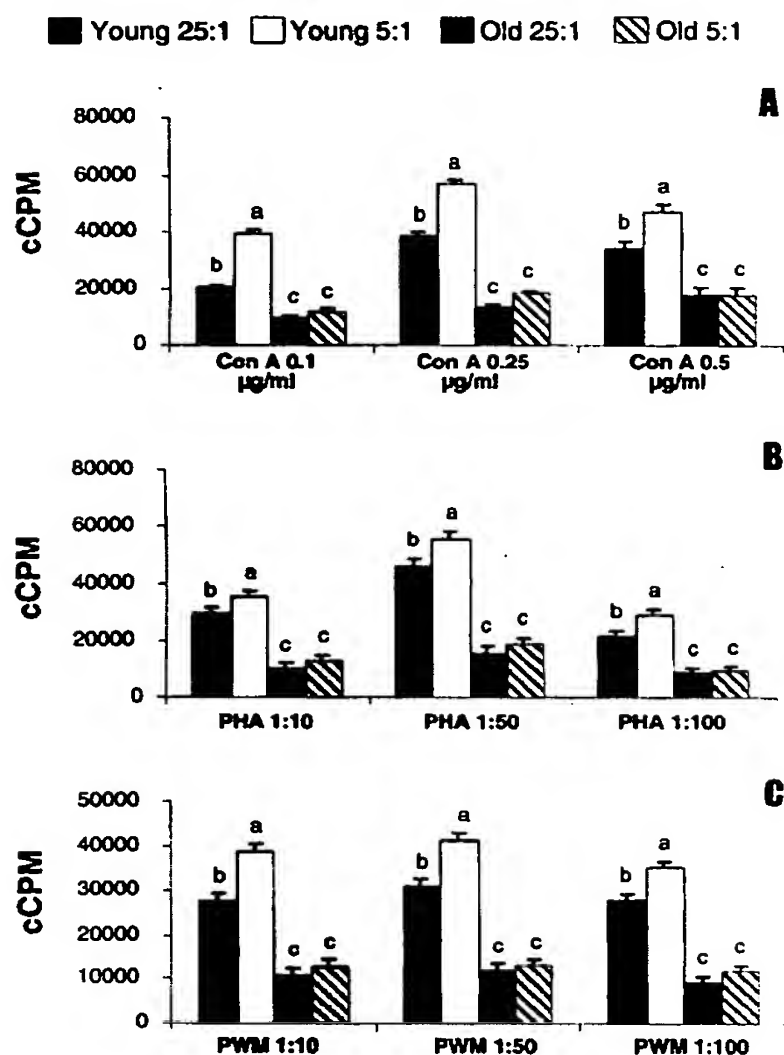 Young 25:1 Young 5:1 Old 25:1 Old 5:1
A
80000
60000
40000
20000
0
cCPM
b a c c b a c c b a c c
Con A 0.1 Con A 0.25 Con A 0.5
µg/ml µg/ml µg/ml
B
80000
60000
40000
20000
0
cCPM
b a c c b a c c b a c c
PHA 1:10 PHA 1:50 PHA 1:100
C
50000
40000
30000
20000
10000
0
cCPM
b a c c b a c c b a c c
PWM 1:10 PWM 1:50 PWM 1:100